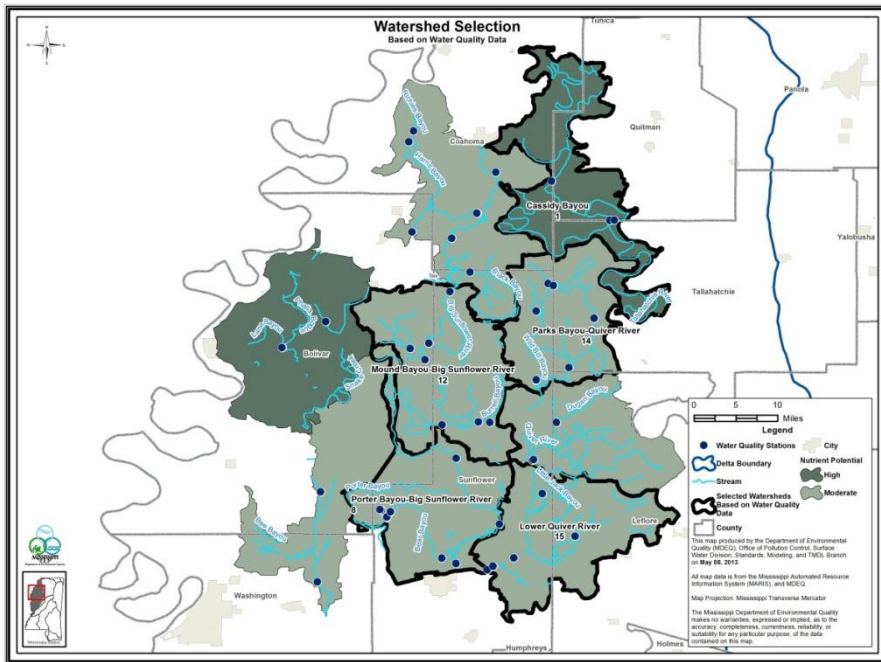 Watershed Selection
Based on Water Quality Data
Tunica
Panola
Quitman
Coahoma
Harris Bayou
Cassidy Bayou
1
Yalobusha
Tallahatchie
Parks Bayou-Quiver River
14
Bolivar
Mound Bayou-Big Sunflower River
12
Dugan Bayou
Sunflower
Porter Bayou
Porter Bayou-Big Sunflower River
8
Lower Quiver River
15
Leflore
Washington
Humphreys
Holmes
0 5 10
Miles
Legend
Water Quality Stations
Delta Boundary
Stream
Selected Watersheds
Based on Water Quality
Data
County
City
Nutrient Potential
High
Moderate
This map produced by the Department of Environmental
Quality (MDEQ), Office of Pollution Control, Surface
Water Division, Standards, Modeling, and TMDL Branch
on May 08, 2013.
All map data is from the Mississippi Automated Resource
Information System (MARIS), and MDEQ.
Map Projection: Mississippi Transverse Mercator
The Mississippi Department of Environmental Quality
makes no warranties, expressed or implied, as to the
accuracy, completeness, currentness, reliability, or
suitability for any particular purpose, of the data
contained on this map.